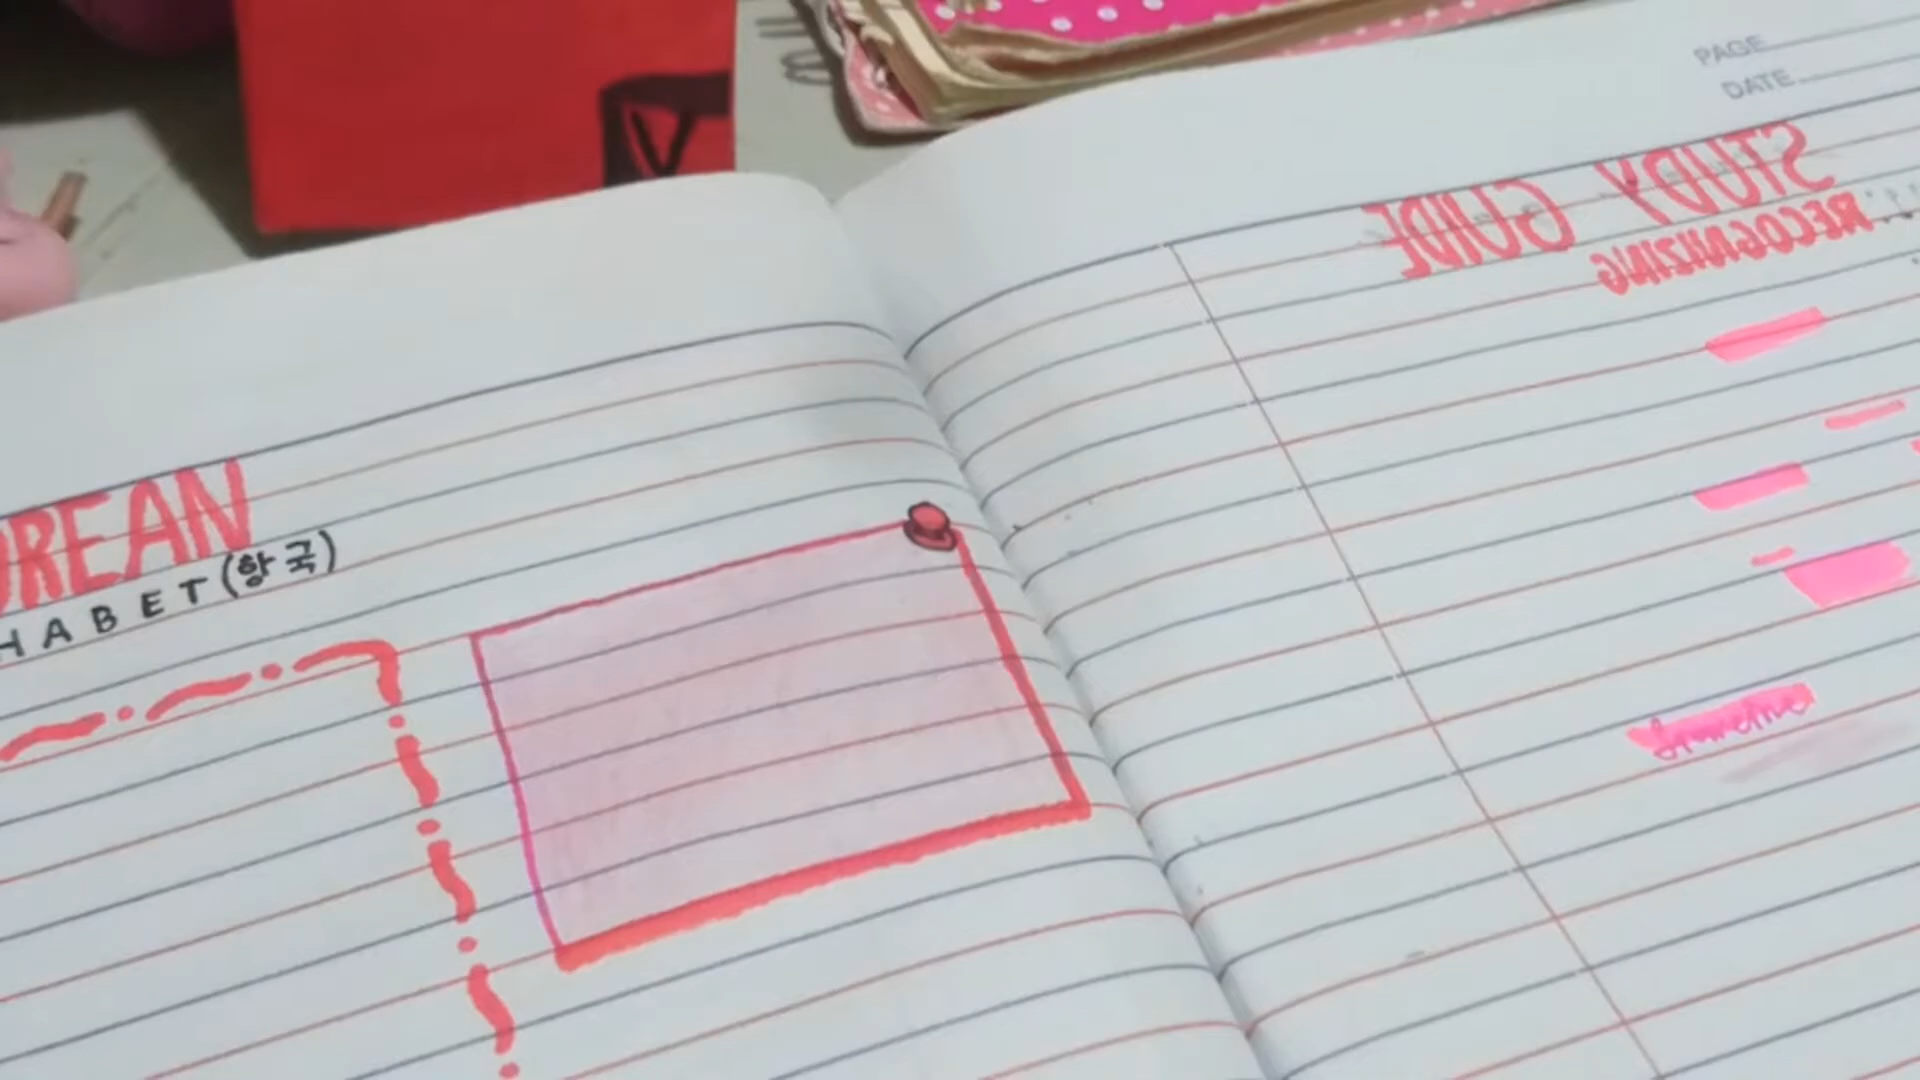 OREAN
HABET (항국)
PAGE
DATE
STUDY GUIDE
RECOGNIZING